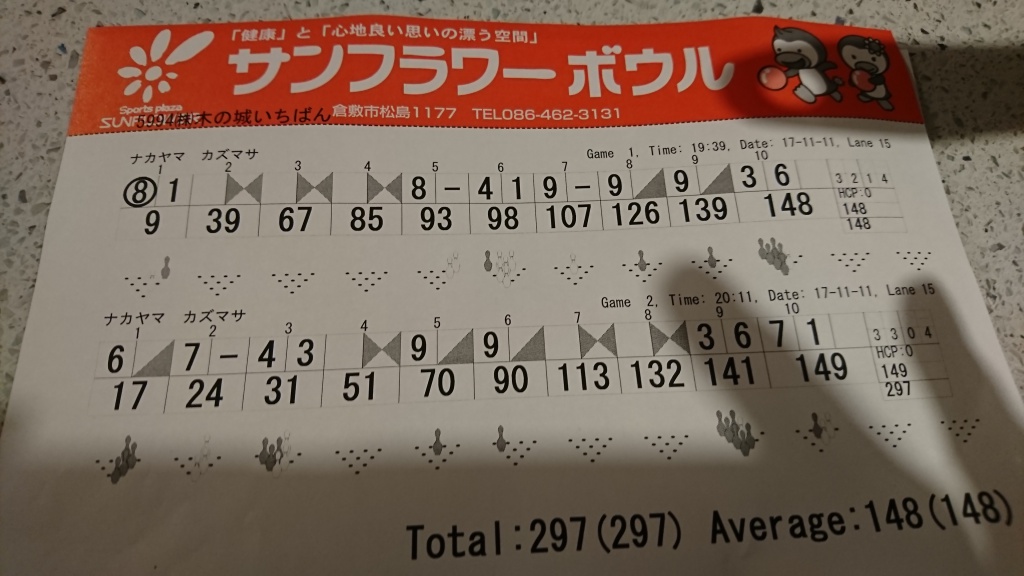 「健康」と「心地良い思いの漂う空間」
サンフラワーボウル
Sports plaza
5994㈱木の城いちばん
倉敷市松島1177 TEL086-462-3131
ナカヤマ カズマサ
Game 1, Time: 19:39, Date: 17-11-11, Lane 15
1 2 3 4 5 6 7 8 9 10
⑧ 1 8 - 4 1 9 - 9 9 3 6 3 2 1 4
HCP:0
9 39 67 85 93 98 107 126 139 148 148
148
ナカヤマ カズマサ
Game 2, Time: 20:11, Date: 17-11-11, Lane 15
1 2 3 4 5 6 7 8 9 10
6 7 - 4 3 9 9 3 6 7 1 3 3 0 4
HCP:0
17 24 31 51 70 90 113 132 141 149 149
297
Total:297(297) Average:148(148)